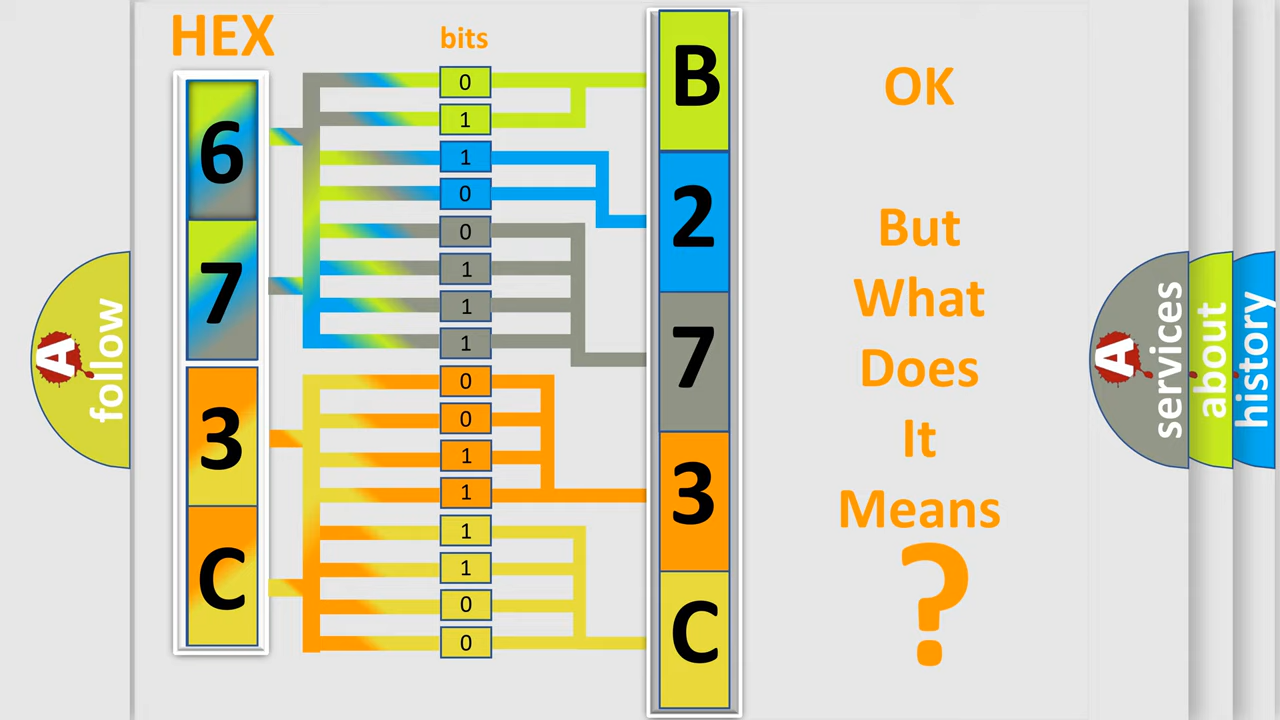 HEX
bits
6
7
3
C
0
1
1
0
0
1
1
1
0
0
1
1
1
1
0
0
B
2
7
3
C
OK
But
What
Does
It
Means
?
A
follow
A
services
about
history